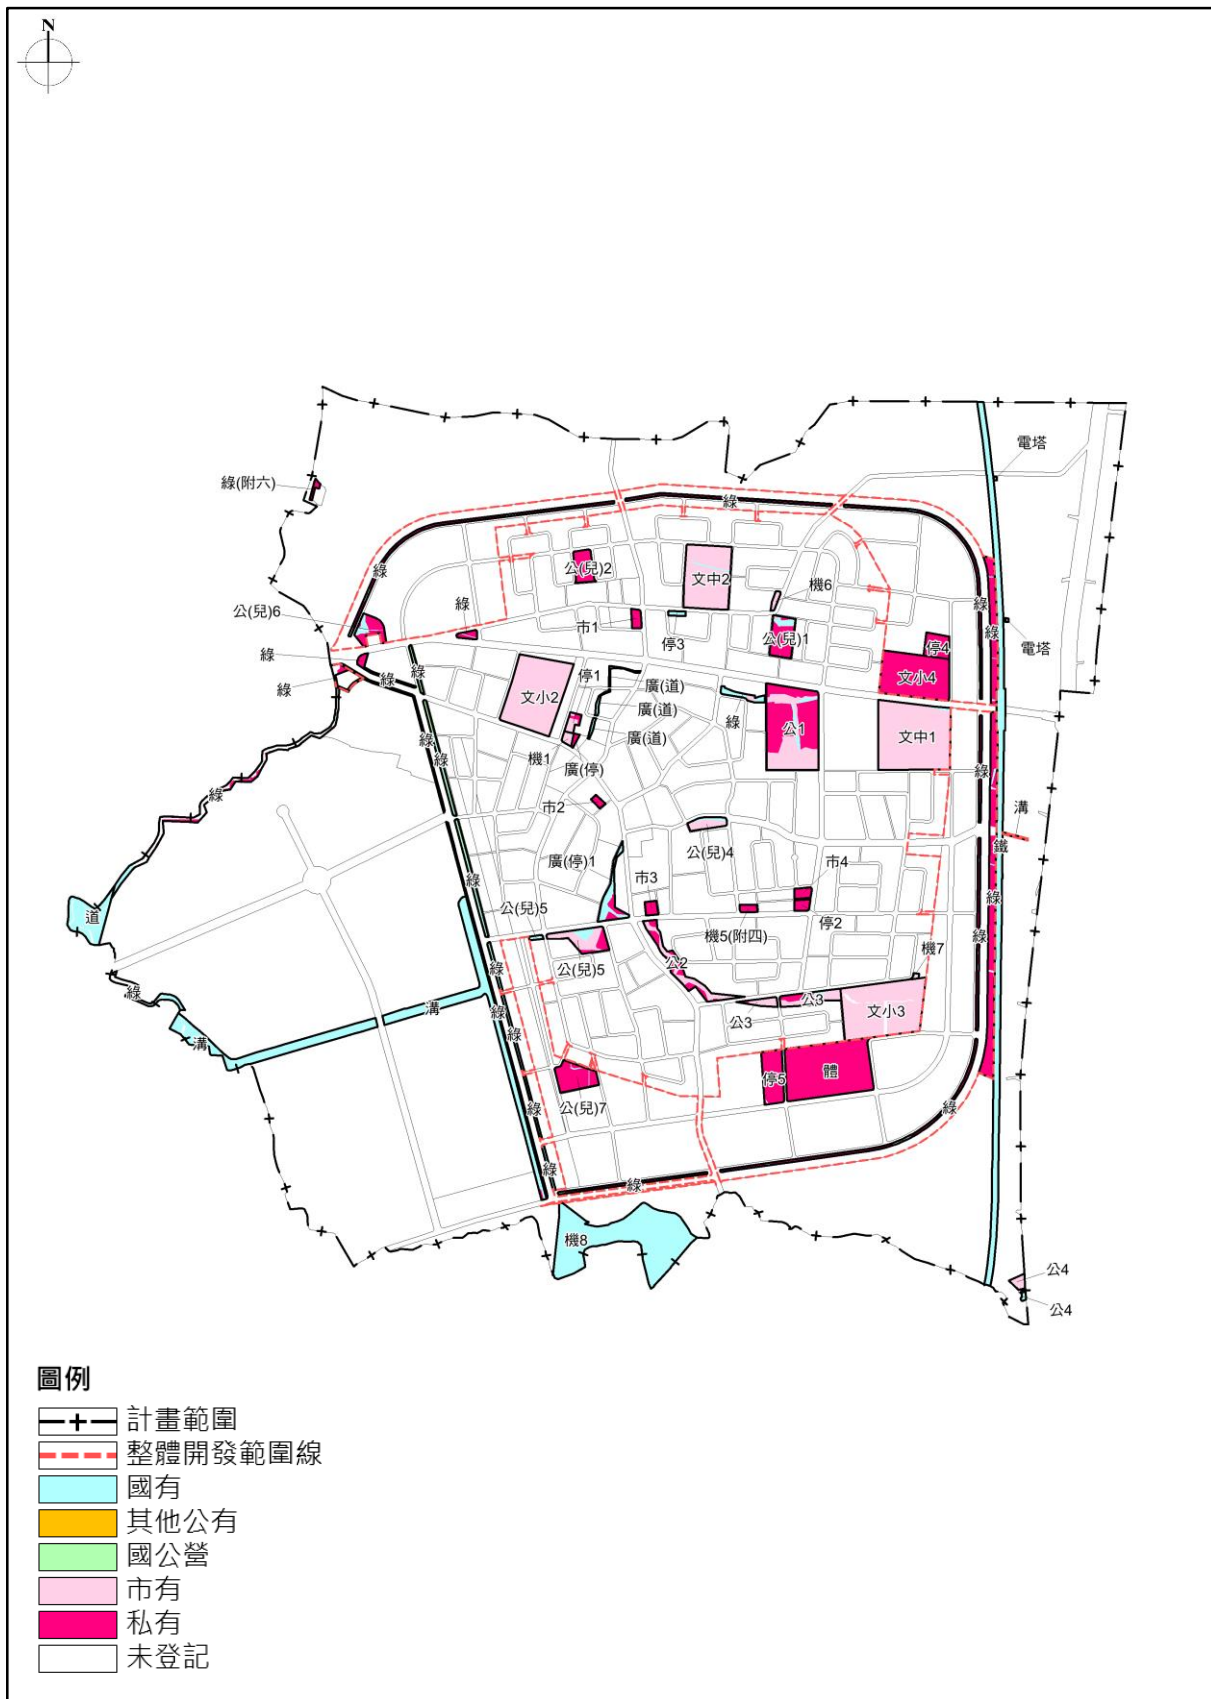 N
電塔
綠(附六)
綠
綠
文中2
機6
公(兒)2
綠
綠
公(兒)6
綠
市1
停3
公(兒)1
綠
停4
電塔
綠
綠
綠
綠
文小4
停1
廣(道)
文小2
廣(道)
綠
公1
文中1
廣(道)
綠
機1
廣(停)
綠
綠
綠
市2
溝
鐵
公(兒)4
廣(停)1
市4
綠
市3
綠
公(兒)5
道
機5(附四)
停2
綠
公2
機7
公(兒)5
綠
綠
公3
公3
文小3
溝
綠
綠
溝
停5
體
綠
公(兒)7
綠
綠
綠
機8
公4
公4
圖例
計畫範圍
整體開發範圍線
國有
其他公有
國公營
市有
私有
未登記